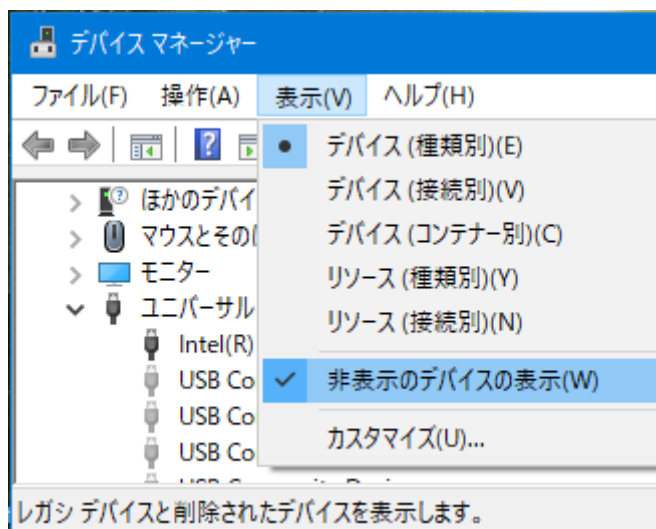 デバイス マネージャー
ファイル(F) 操作(A) 表示(V) ヘルプ(H)
デバイス (種類別)(E)
デバイス (接続別)(V)
デバイス (コンテナー別)(C)
リソース (種類別)(Y)
リソース (接続別)(N)
非表示のデバイスの表示(W)
カスタマイズ(U)...
ほかのデバイ
マウスとその
モニター
ユニバーサル
Intel(R)
USB Co
USB Co
USB Co
レガシ デバイスと削除されたデバイスを表示します。